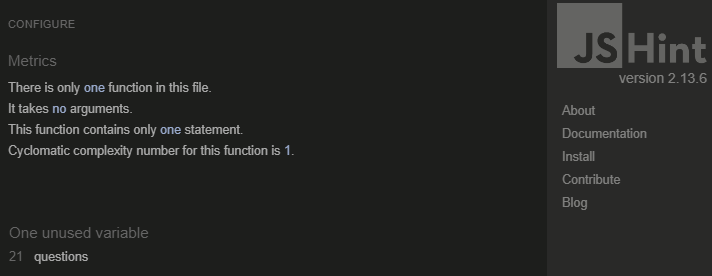 CONFIGURE
Metrics
There is only one function in this file.
It takes no arguments.
This function contains only one statement.
Cyclomatic complexity number for this function is 1.
One unused variable
21 questions
JSHint
version 2.13.6
About
Documentation
Install
Contribute
Blog